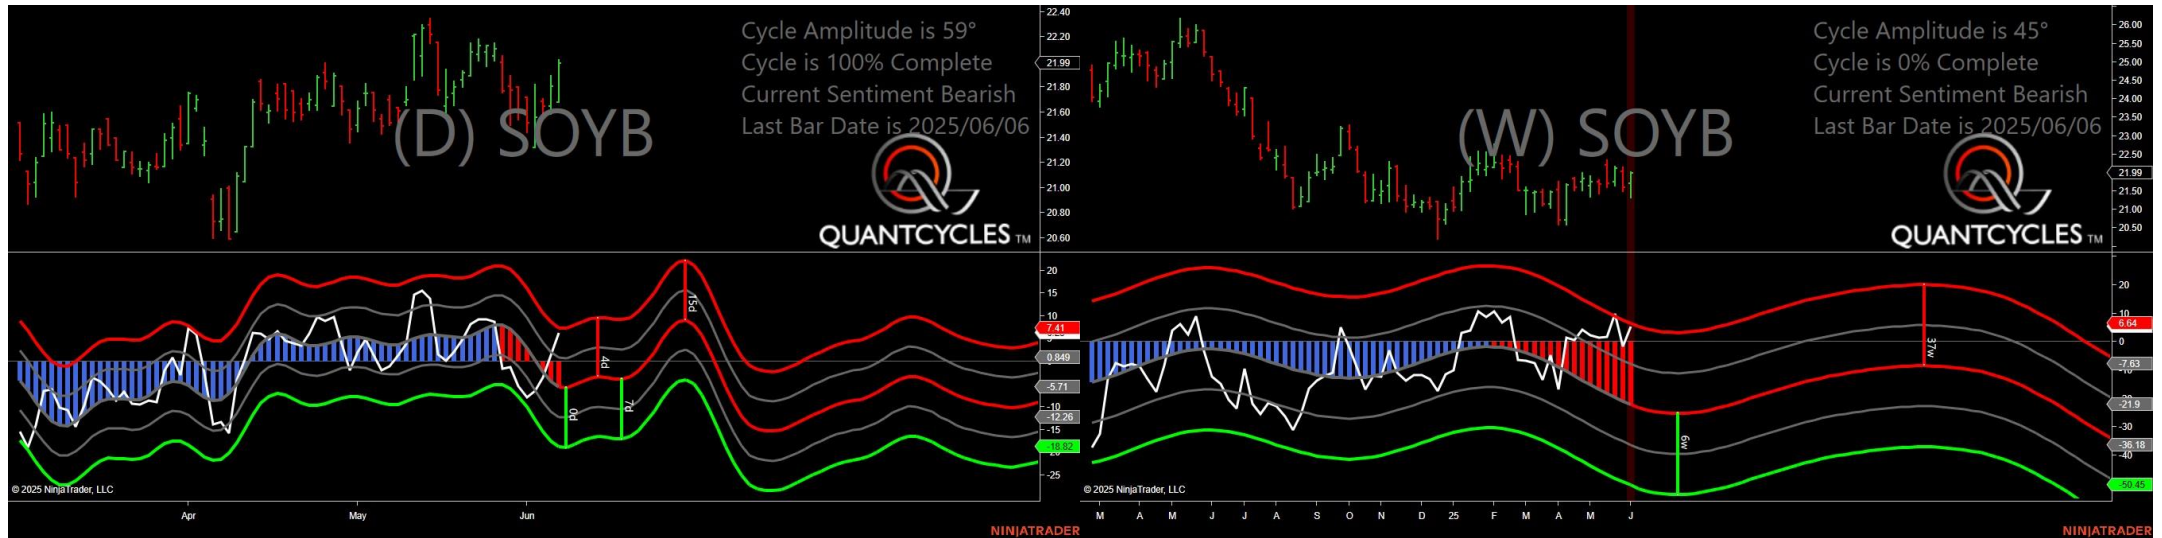 Cycle Amplitude is 59°
Cycle is 100% Complete
Current Sentiment Bearish
Last Bar Date is 2025/06/06
(D) SOYB
QUANTCYCLES TM
22.40
22.20
21.99
21.80
21.60
21.40
21.20
21.00
20.80
20.60
20
15
10
7.41
0.849
-5.71
-10
-12.26
-15
-18.82
-25
4d
0d
7d
15d
© 2025 NinjaTrader, LLC
Apr May Jun
NINJATRADER
Cycle Amplitude is 45°
Cycle is 0% Complete
Current Sentiment Bearish
Last Bar Date is 2025/06/06
(W) SOYB
QUANTCYCLES TM
26.00
25.50
25.00
24.50
24.00
23.50
23.00
22.50
21.99
21.50
21.00
20.50
20
10
6.64
0
-7.63
-21.9
-30
-36.18
-40
-50.45
6w
37w
© 2025 NinjaTrader, LLC
M A M J J A S O N D 25 F M A M J
NINJATRADER